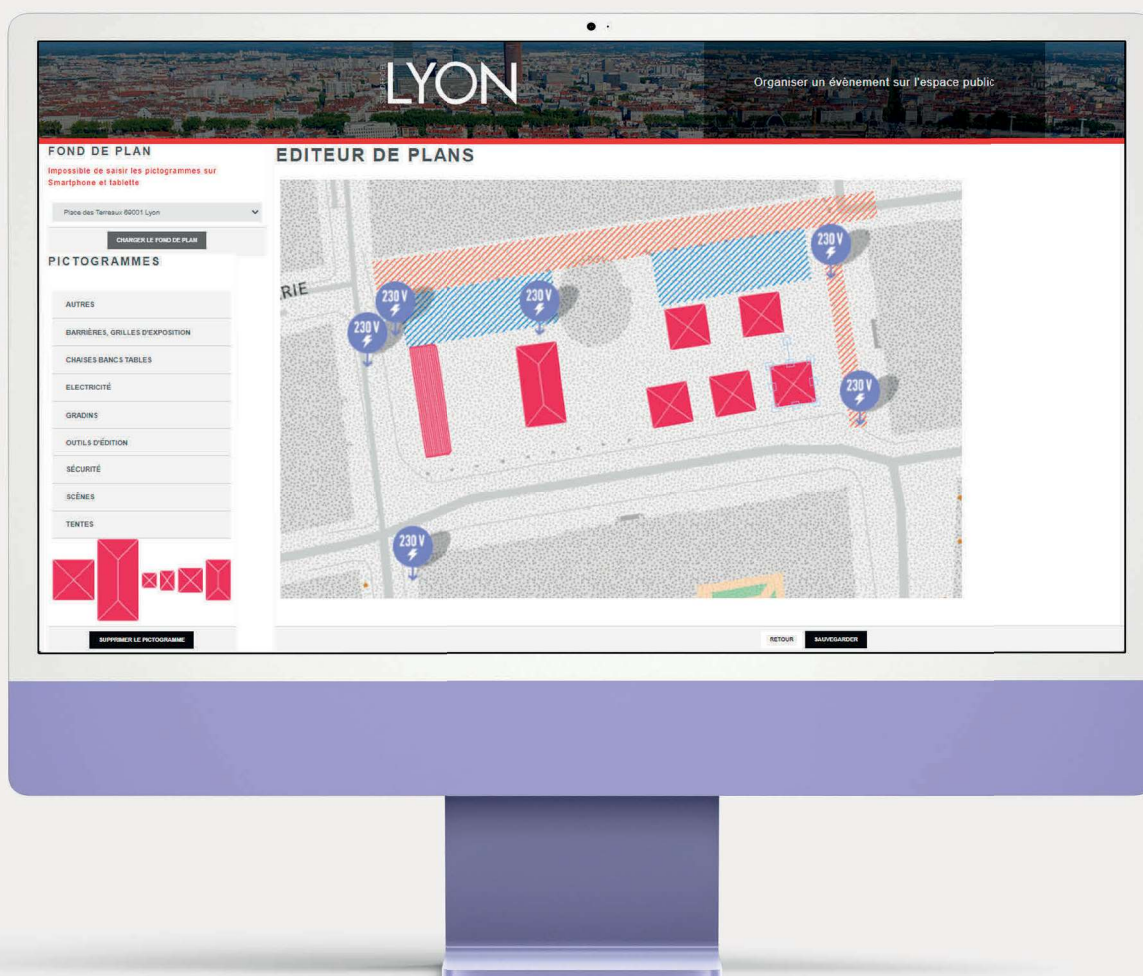 LYON
Organiser un évènement sur l'espace public
FOND DE PLAN
Impossible de saisir les pictogrammes sur
Smartphone et tablette
Place des Terreaux 69001 Lyon
CHARGER LE FOND DE PLAN
PICTOGRAMMES
AUTRES
BARRIÈRES, GRILLES D'EXPOSITION
CHAISES BANCS TABLES
ELECTRICITÉ
GRADINS
OUTILS D'ÉDITION
SÉCURITÉ
SCÈNES
TENTES
SUPPRIMER LE PICTOGRAMME
EDITEUR DE PLANS
RIE
230 V
230 V
230 V
230 V
230 V
230 V
RETOUR
SAUVEGARDER